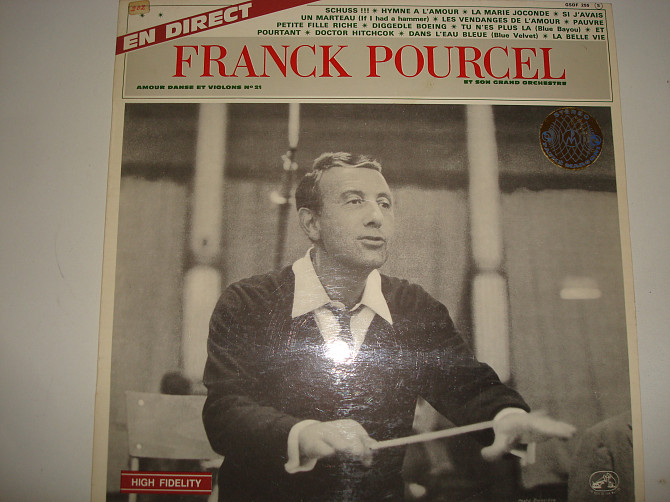 EN DIRECT
SCHUSS !!! * HYMNE A L'AMOUR * LA MARIE JOCONDE * SI J'AVAIS
UN MARTEAU (If I had a hammer) * LES VENDANGES DE L'AMOUR * PAUVRE
PETITE FILLE RICHE * DIOGEOLE BOEING * TU N'ES PLUS LA (Blue Bayou) * ET
POURTANT * DOCTOR HITCHCOK * DANS L'EAU BLEUE (Blue Velvet) * LA BELLE VIE
FRANCK POURCEL
ET SON GRAND ORCHESTRE
AMOUR DANSE ET VIOLONS N° 21
HIGH FIDELITY